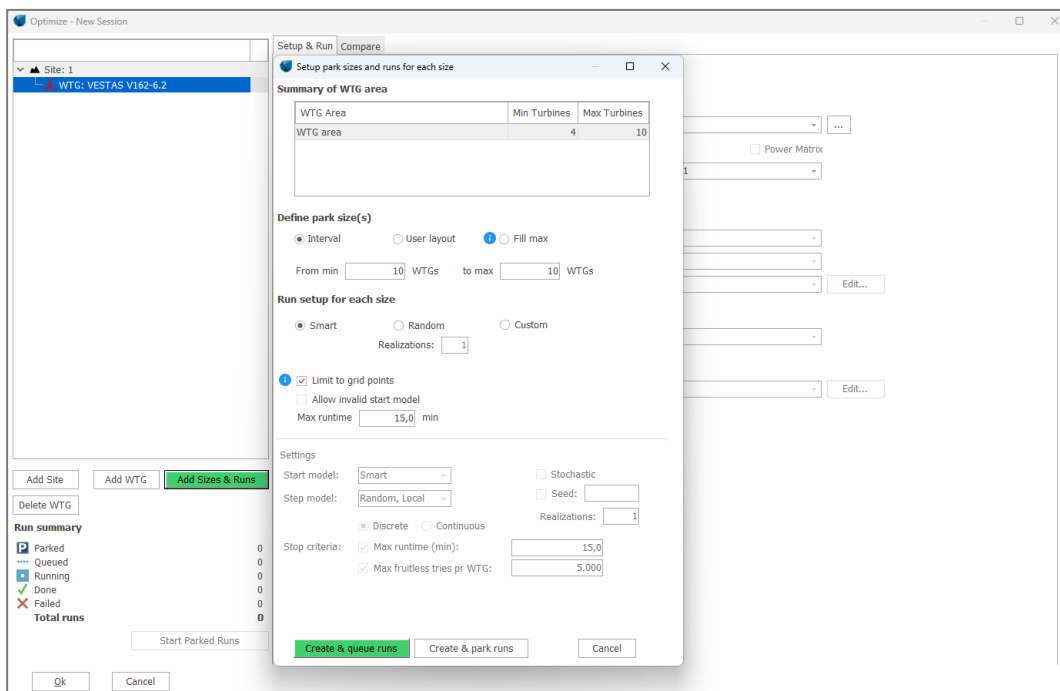 Optimize - New Session
Site: 1
WTG: VESTAS V162-6.2
Add Site
Add WTG
Add Sizes & Runs
Delete WTG
Run summary
Parked 0
Queued 0
Running 0
Done 0
Failed 0
Total runs 0
Start Parked Runs
Ok
Cancel
Setup & Run
Compare
...
Power Matrix
1
Edit...
Edit...
Setup park sizes and runs for each size
Summary of WTG area
WTG Area Min Turbines Max Turbines
WTG area 4 10
Define park size(s)
Interval User layout Fill max
From min 10 WTGs to max 10 WTGs
Run setup for each size
Smart Random Custom
Realizations: 1
Limit to grid points
Allow invalid start model
Max runtime 15,0 min
Settings
Start model: Smart Stochastic
Step model: Random, Local Seed:
Realizations: 1
Discrete Continuous
Stop criteria: Max runtime (min): 15,0
Max fruitless tries pr WTG: 5.000
Create & queue runs
Create & park runs
Cancel